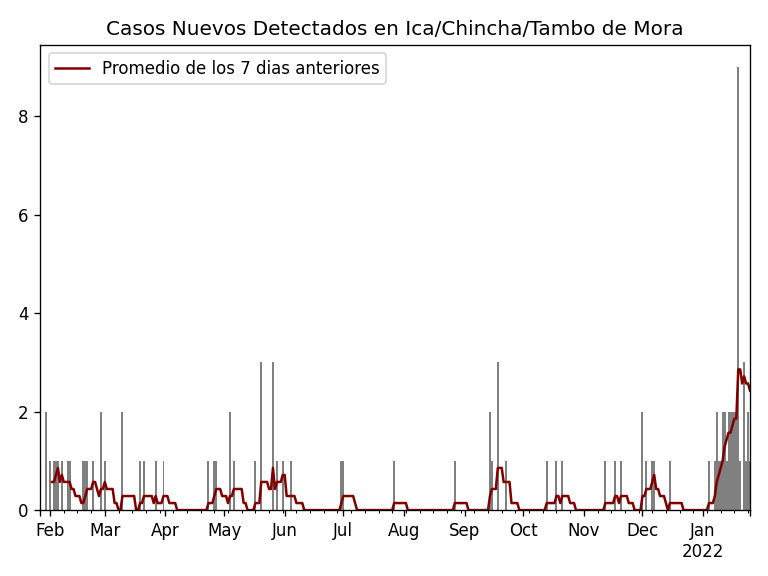 Casos Nuevos Detectados en Ica/Chincha/Tambo de Mora
Promedio de los 7 dias anteriores
8
6
4
2
0
Feb Mar Apr May Jun Jul Aug Sep Oct Nov Dec Jan
2022